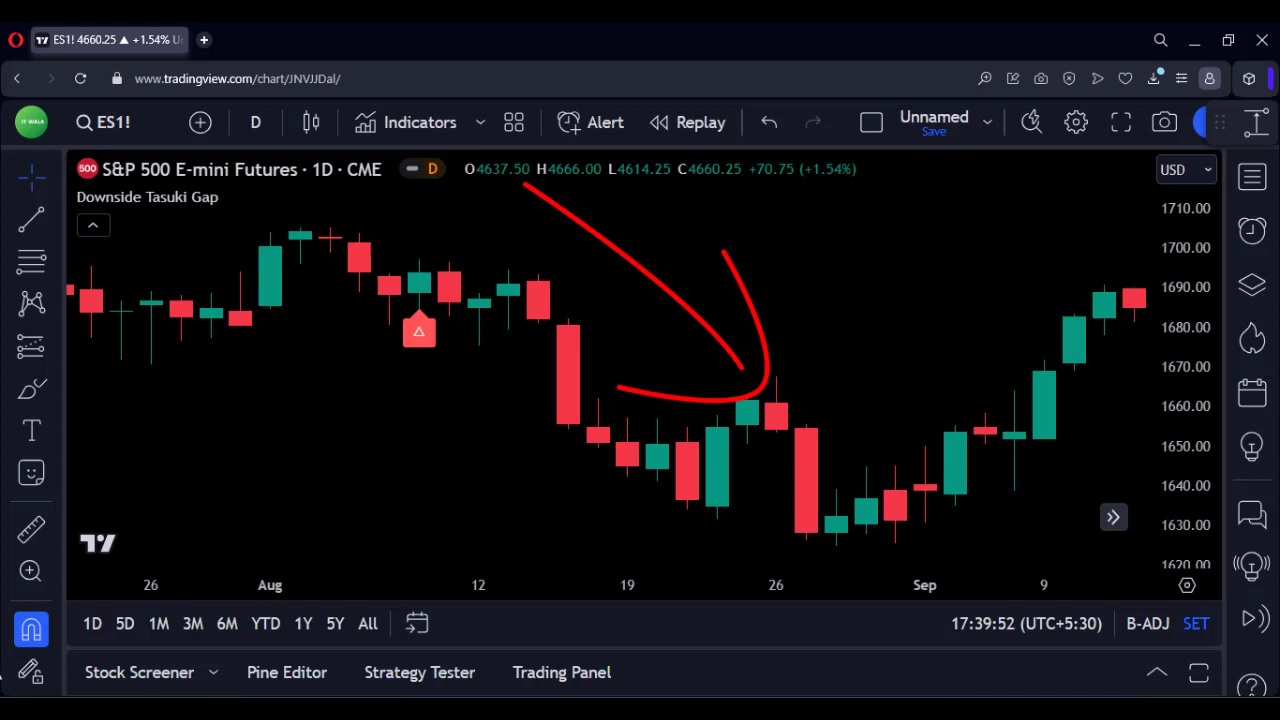 ES1! 4660.25 ▲ +1.54% U
www.tradingview.com/chart/JNVJJDal/
IT WALA
ES1!
D
Indicators
Alert
Replay
Unnamed
Save
500
S&P 500 E-mini Futures · 1D · CME
D
O4637.50 H4666.00 L4614.25 C4660.25 +70.75 (+1.54%)
USD
Downside Tasuki Gap
1710.00
1700.00
1690.00
1680.00
1670.00
1660.00
1650.00
1640.00
1630.00
1620.00
26 Aug 12 19 26 Sep 9
1D 5D 1M 3M 6M YTD 1Y 5Y All
17:39:52 (UTC+5:30) B-ADJ SET
Stock Screener Pine Editor Strategy Tester Trading Panel